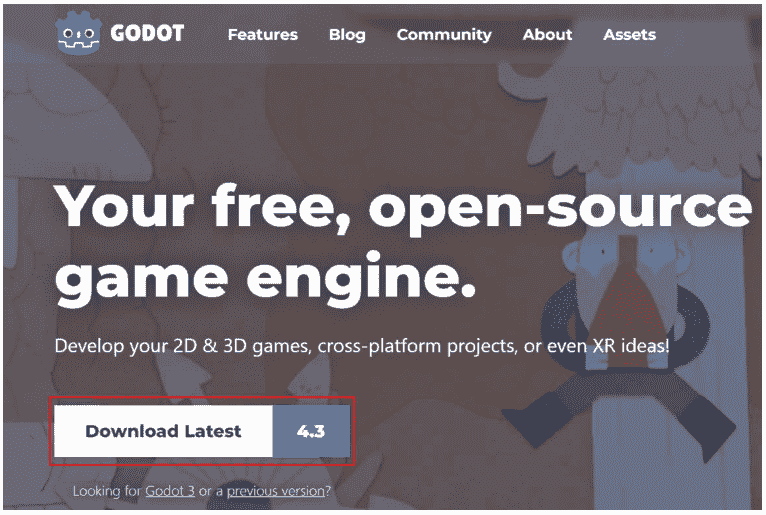 GODOT Features Blog Community About Assets
Your free, open-source
game engine.
Develop your 2D & 3D games, cross-platform projects, or even XR ideas!
Download Latest 4.3
Looking for Godot 3 or a previous version?